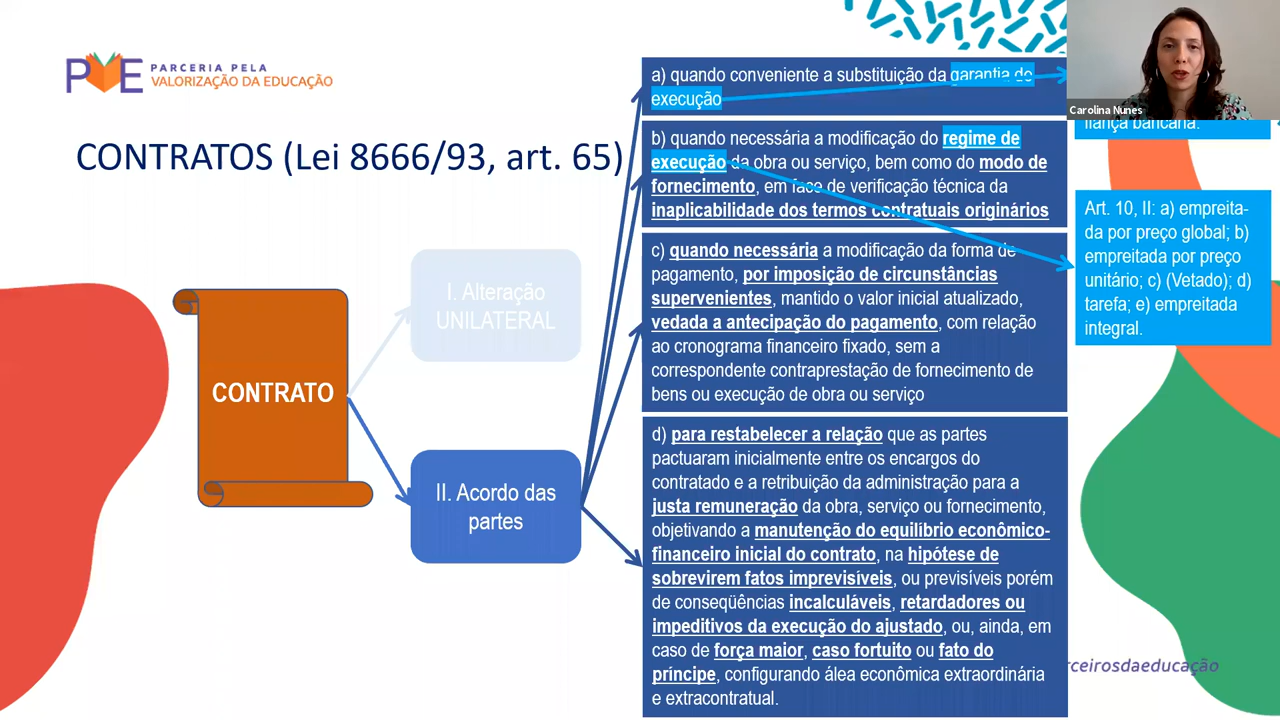 PVE PARCERIA PELA
VALORIZAÇÃO DA EDUCAÇÃO
CONTRATOS (Lei 8666/93, art. 65)
CONTRATO
I. Alteração
UNILATERAL
II. Acordo das
partes
a) quando conveniente a substituição da garantia de
execução
b) quando necessária a modificação do regime de
execução da obra ou serviço, bem como do modo de
fornecimento, em face de verificação técnica da
inaplicabilidade dos termos contratuais originários
c) quando necessária a modificação da forma de
pagamento, por imposição de circunstâncias
supervenientes, mantido o valor inicial atualizado,
vedada a antecipação do pagamento, com relação
ao cronograma financeiro fixado, sem a
correspondente contraprestação de fornecimento de
bens ou execução de obra ou serviço
d) para restabelecer a relação que as partes
pactuaram inicialmente entre os encargos do
contratado e a retribuição da administração para a
justa remuneração da obra, serviço ou fornecimento,
objetivando a manutenção do equilíbrio econômico-
financeiro inicial do contrato, na hipótese de
sobrevirem fatos imprevisíveis, ou previsíveis porém
de conseqüências incalculáveis, retardadores ou
impeditivos da execução do ajustado, ou, ainda, em
caso de força maior, caso fortuito ou fato do
príncipe, configurando álea econômica extraordinária
e extracontratual.
Carolina Nunes
fiança bancária.
Art. 10, II: a) empreita-
da por preço global; b)
empreitada por preço
unitário; c) (Vetado); d)
tarefa; e) empreitada
integral.
rceirosdaeducação